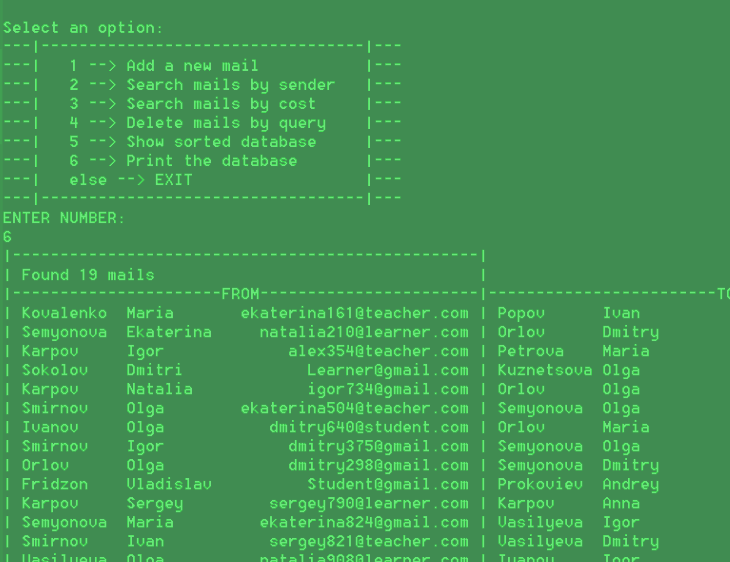 Select an option:
---|----------------------------------|---
---|   1 --> Add a new mail           |---
---|   2 --> Search mails by sender   |---
---|   3 --> Search mails by cost     |---
---|   4 --> Delete mails by query    |---
---|   5 --> Show sorted database     |---
---|   6 --> Print the database       |---
---|   else --> EXIT                  |---
---|----------------------------------|---
ENTER NUMBER:
6
|-------------------------------------------------|
| Found 19 mails                                  |
|----------------------FROM-----------------------|------------------------TO
| Kovalenko  Maria       ekaterina161@teacher.com | Popov     Ivan
| Semyonova  Ekaterina     natalia210@learner.com | Orlov     Dmitry
| Karpov     Igor             alex354@teacher.com | Petrova   Maria
| Sokolov    Dmitri             Learner@gmail.com | Kuznetsova Olga
| Karpov     Natalia            igor734@gmail.com | Orlov     Olga
| Smirnov    Olga        ekaterina504@teacher.com | Semyonova Olga
| Ivanov     Olga           dmitry640@student.com | Orlov     Maria
| Smirnov    Igor             dmitry375@gmail.com | Semyonova Olga
| Orlov      Olga             dmitry298@gmail.com | Semyonova Dmitry
| Fridzon    Vladislav          Student@gmail.com | Prokoviev Andrey
| Karpov     Sergey         sergey790@learner.com | Karpov    Anna
| Semyonova  Maria         ekaterina824@gmail.com | Vasilyeva Igor
| Smirnov    Ivan           sergey821@teacher.com | Vasilyeva Dmitry
| Vasilyeva  Olga          natalia908@learner.com | Ivanov    Igor